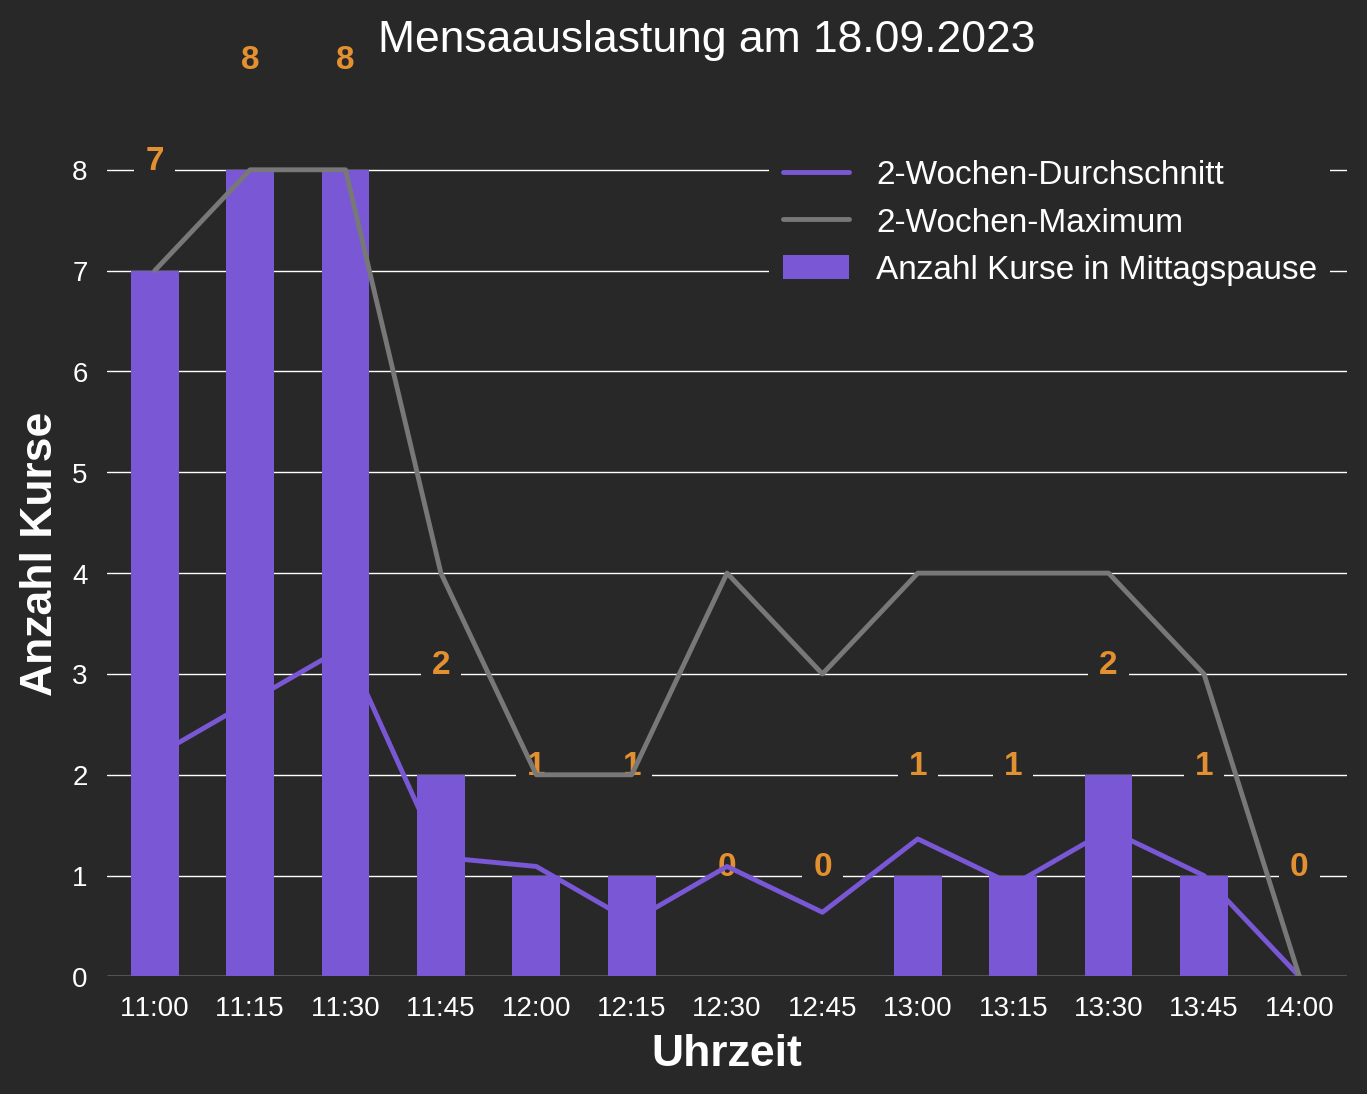 Mensaauslastung am 18.09.2023
8 8
7
2-Wochen-Durchschnitt
2-Wochen-Maximum
Anzahl Kurse in Mittagspause
8
7
6
5
4
3
2
1
0
Anzahl Kurse
2 2
1 1 1 1 1
0 0 0
11:00 11:15 11:30 11:45 12:00 12:15 12:30 12:45 13:00 13:15 13:30 13:45 14:00
Uhrzeit